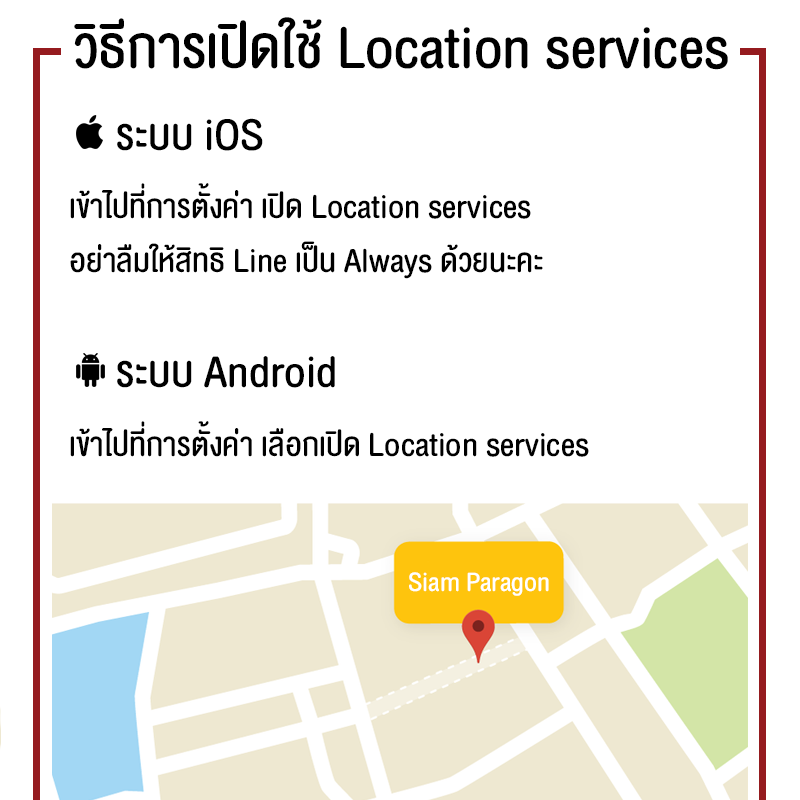 วิธีการเปิดใช้ Location services
ระบบ iOS
เข้าไปที่การตั้งค่า เปิด Location services
อย่าลืมให้สิทธิ Line เป็น Always ด้วยนะคะ
ระบบ Android
เข้าไปที่การตั้งค่า เลือกเปิด Location services
Siam Paragon